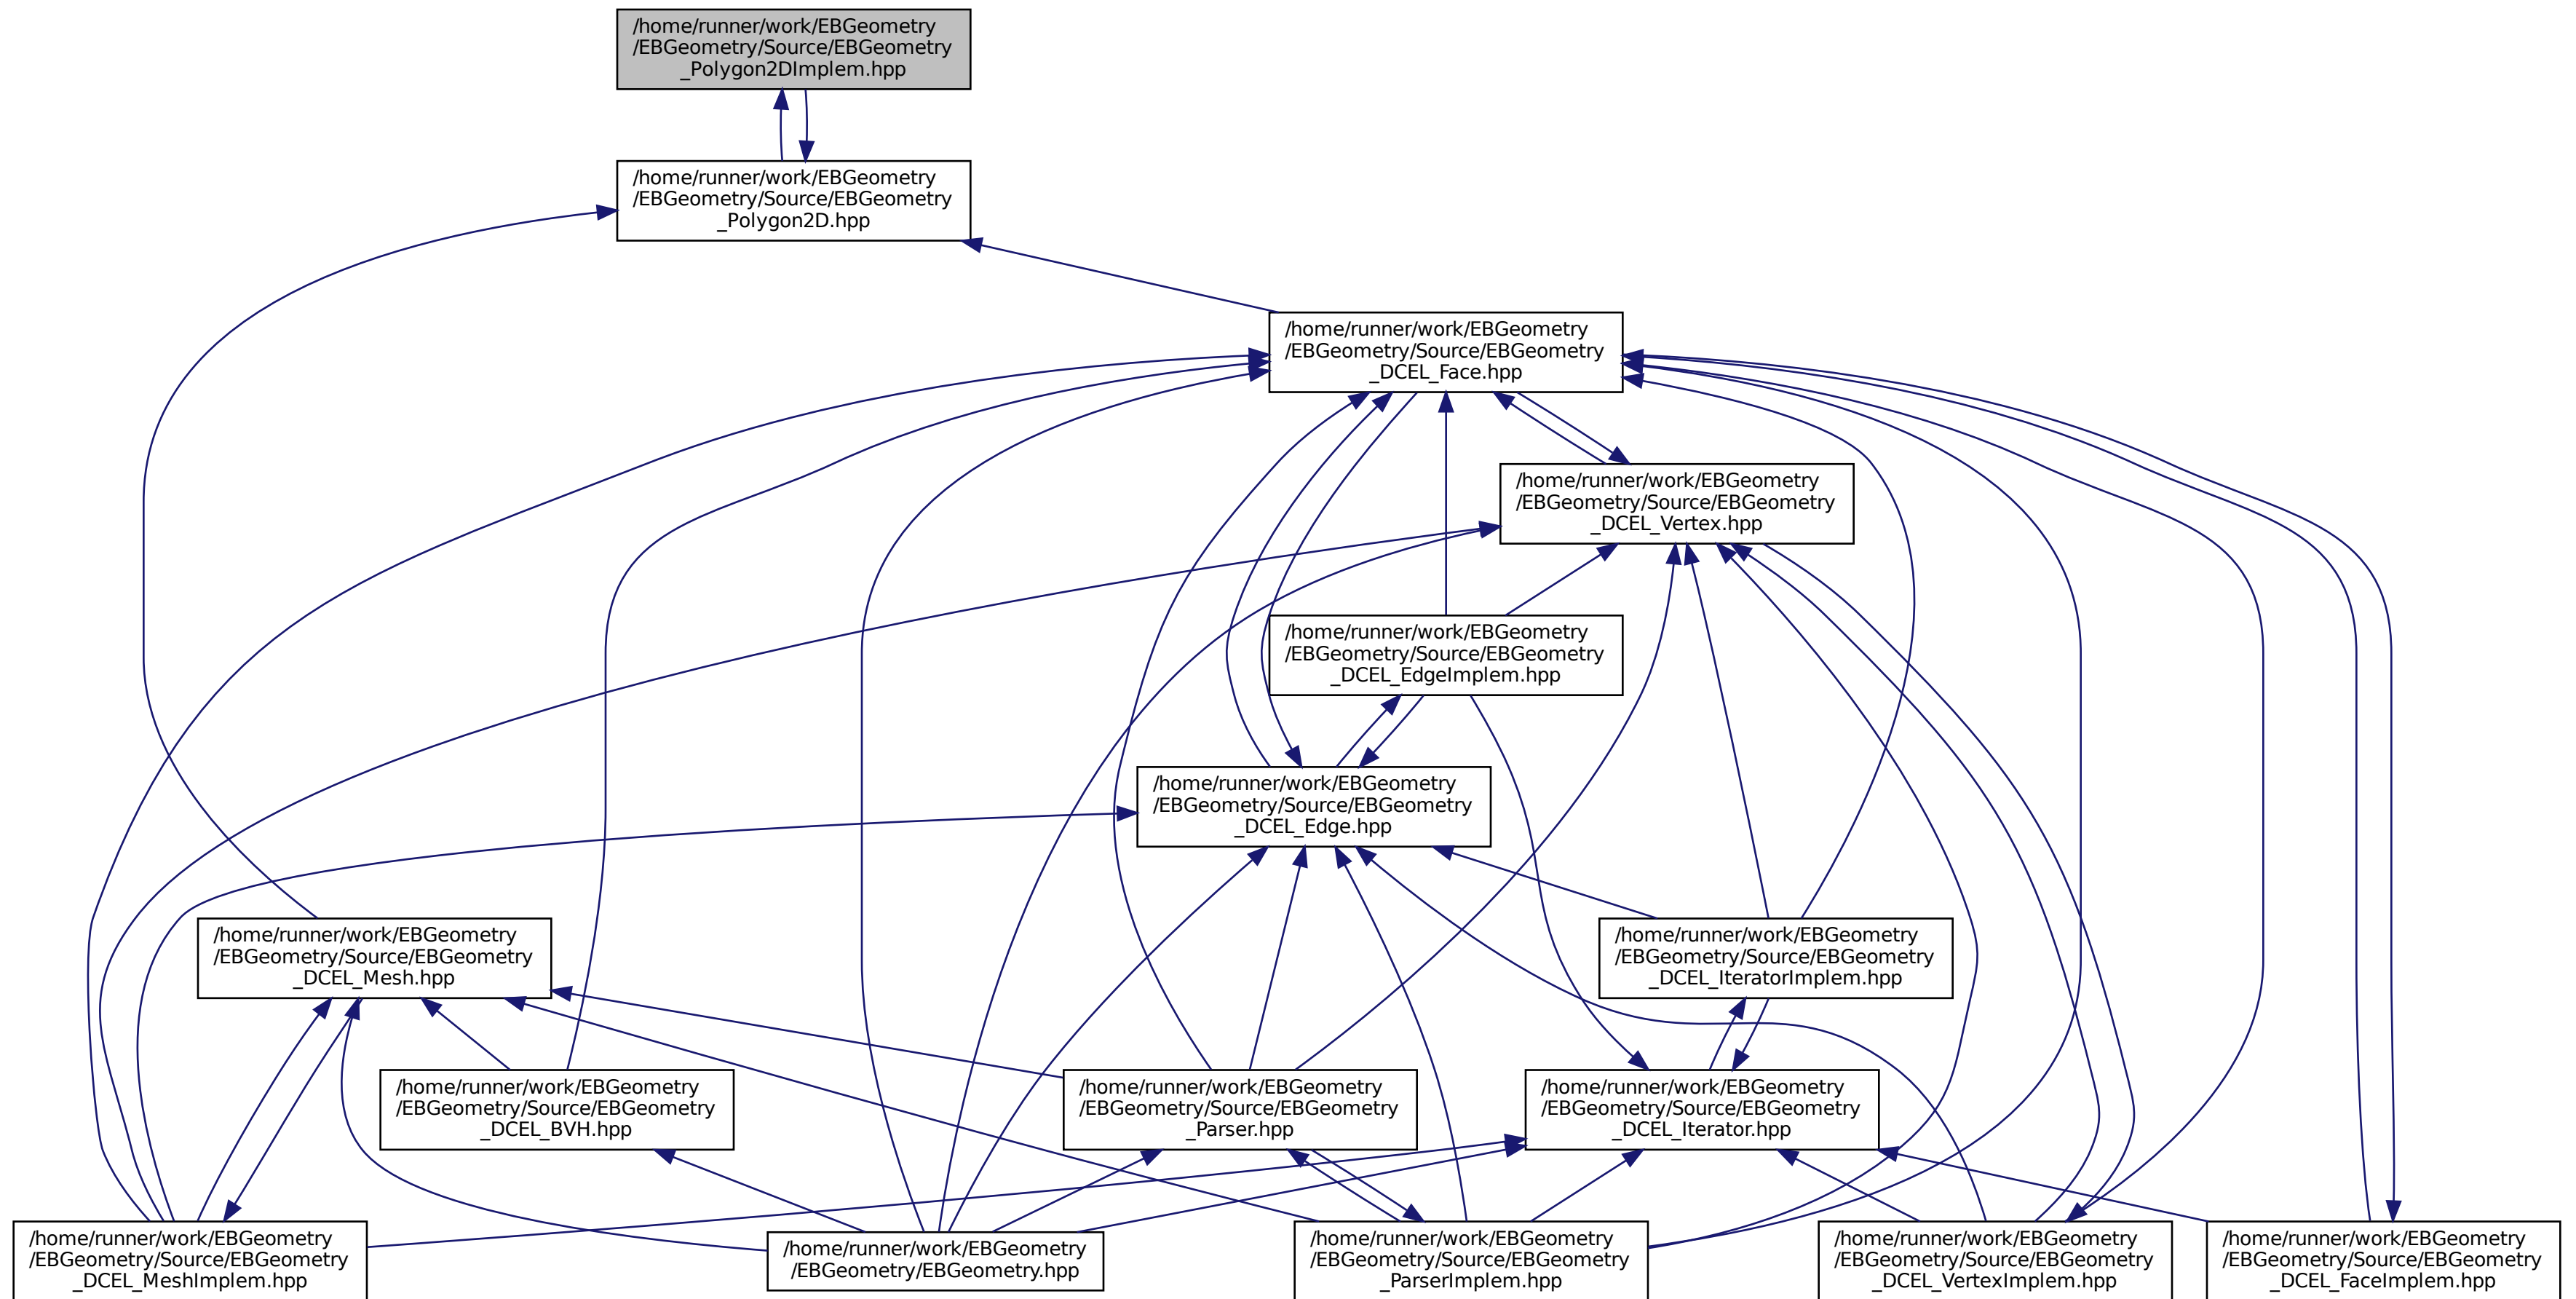 /home/runner/work/EBGeometry
/EBGeometry/Source/EBGeometry
_Polygon2DImplem.hpp
/home/runner/work/EBGeometry
/EBGeometry/Source/EBGeometry
_Polygon2D.hpp
/home/runner/work/EBGeometry
/EBGeometry/Source/EBGeometry
_DCEL_Face.hpp
/home/runner/work/EBGeometry
/EBGeometry/Source/EBGeometry
_DCEL_Vertex.hpp
/home/runner/work/EBGeometry
/EBGeometry/Source/EBGeometry
_DCEL_EdgeImplem.hpp
/home/runner/work/EBGeometry
/EBGeometry/Source/EBGeometry
_DCEL_Edge.hpp
/home/runner/work/EBGeometry
/EBGeometry/Source/EBGeometry
_DCEL_Mesh.hpp
/home/runner/work/EBGeometry
/EBGeometry/Source/EBGeometry
_DCEL_IteratorImplem.hpp
/home/runner/work/EBGeometry
/EBGeometry/Source/EBGeometry
_DCEL_BVH.hpp
/home/runner/work/EBGeometry
/EBGeometry/Source/EBGeometry
_Parser.hpp
/home/runner/work/EBGeometry
/EBGeometry/Source/EBGeometry
_DCEL_Iterator.hpp
/home/runner/work/EBGeometry
/EBGeometry/Source/EBGeometry
_DCEL_MeshImplem.hpp
/home/runner/work/EBGeometry
/EBGeometry/EBGeometry.hpp
/home/runner/work/EBGeometry
/EBGeometry/Source/EBGeometry
_ParserImplem.hpp
/home/runner/work/EBGeometry
/EBGeometry/Source/EBGeometry
_DCEL_VertexImplem.hpp
/home/runner/work/EBGeometry
/EBGeometry/Source/EBGeometry
_DCEL_FaceImplem.hpp